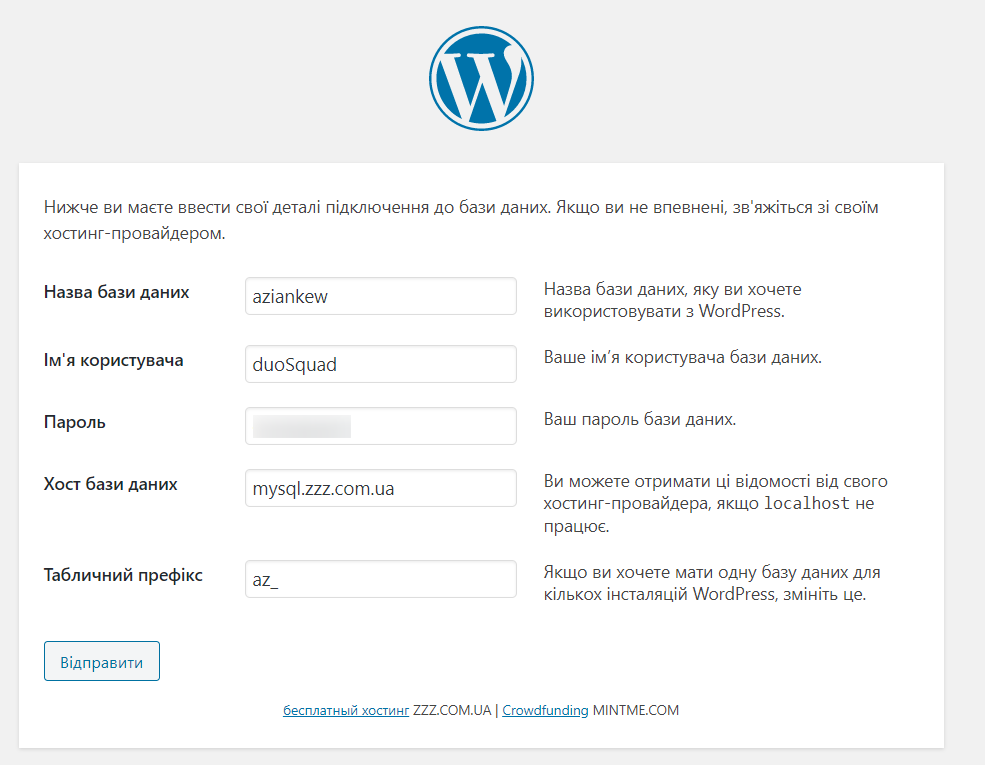 Нижче ви маєте ввести свої деталі підключення до бази даних. Якщо ви не впевнені, зв'яжіться зі своїм
хостинг-провайдером.
Назва бази даних
aziankew
Назва бази даних, яку ви хочете
використовувати з WordPress.
Ім'я користувача
duoSquad
Ваше ім’я користувача бази даних.
Пароль
Ваш пароль бази даних.
Хост бази даних
mysql.zzz.com.ua
Ви можете отримати ці відомості від свого
хостинг-провайдера, якщо localhost не
працює.
Табличний префікс
az_
Якщо ви хочете мати одну базу даних для
кількох інсталяцій WordPress, змініть це.
Відправити
бесплатный хостинг ZZZ.COM.UA | Crowdfunding MINTME.COM